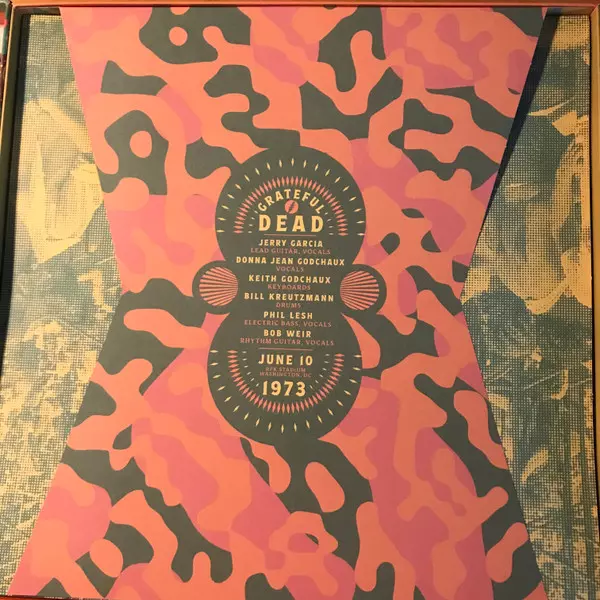 GRATEFUL
DEAD
JERRY GARCIA
LEAD GUITAR, VOCALS
DONNA JEAN GODCHAUX
VOCALS
KEITH GODCHAUX
KEYBOARDS
BILL KREUTZMANN
DRUMS
PHIL LESH
ELECTRIC BASS, VOCALS
BOB WEIR
RHYTHM GUITAR, VOCALS
JUNE 10
RFK STADIUM
WASHINGTON, DC
1973